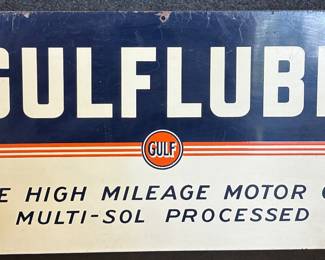 GULFLUB
GULF
E HIGH MILEAGE MOTOR
MULTI-SOL PROCESSED